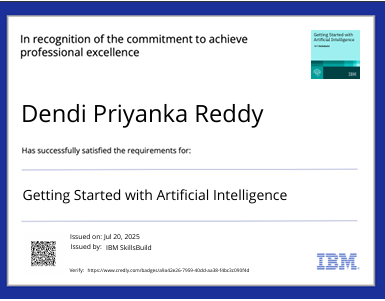 In recognition of the commitment to achieve
professional excellence
Getting Started with
Artificial Intelligence
IBM
Dendi Priyanka Reddy
Has successfully satisfied the requirements for:
Getting Started with Artificial Intelligence
Issued on: Jul 20, 2025
Issued by: IBM SkillsBuild
IBM
Verify: https://www.credly.com/badges/